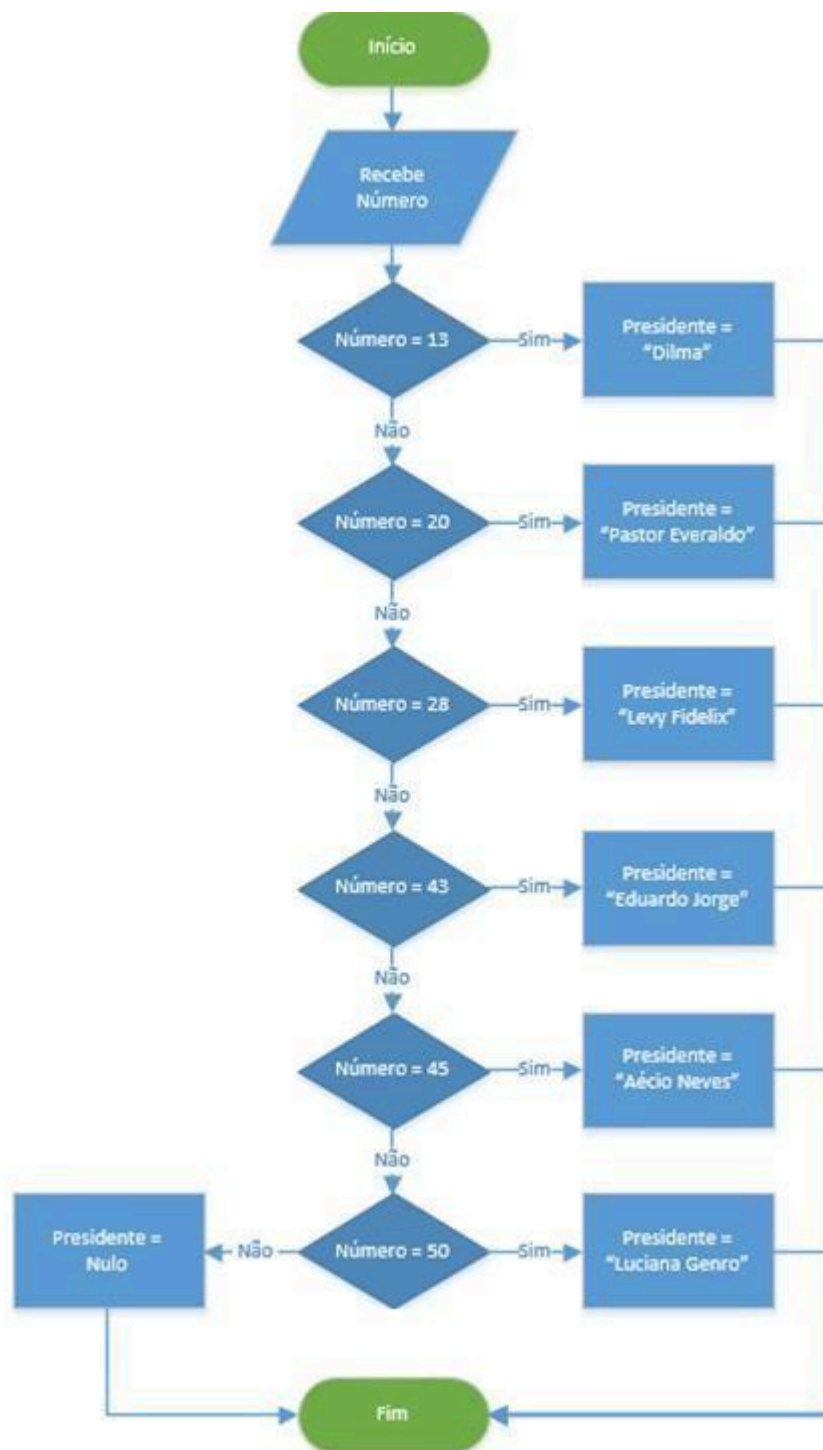 Início
Recebe
Número
Número = 13
Sim
Presidente =
"Dilma"
Não
Número = 20
Sim
Presidente =
"Pastor Everaldo"
Não
Número = 28
Sim
Presidente =
"Levy Fidelix"
Não
Número = 43
Sim
Presidente =
"Eduardo Jorge"
Não
Número = 45
Sim
Presidente =
"Aécio Neves"
Não
Número = 50
Sim
Presidente =
"Luciana Genro"
Não
Presidente =
Nulo
Fim